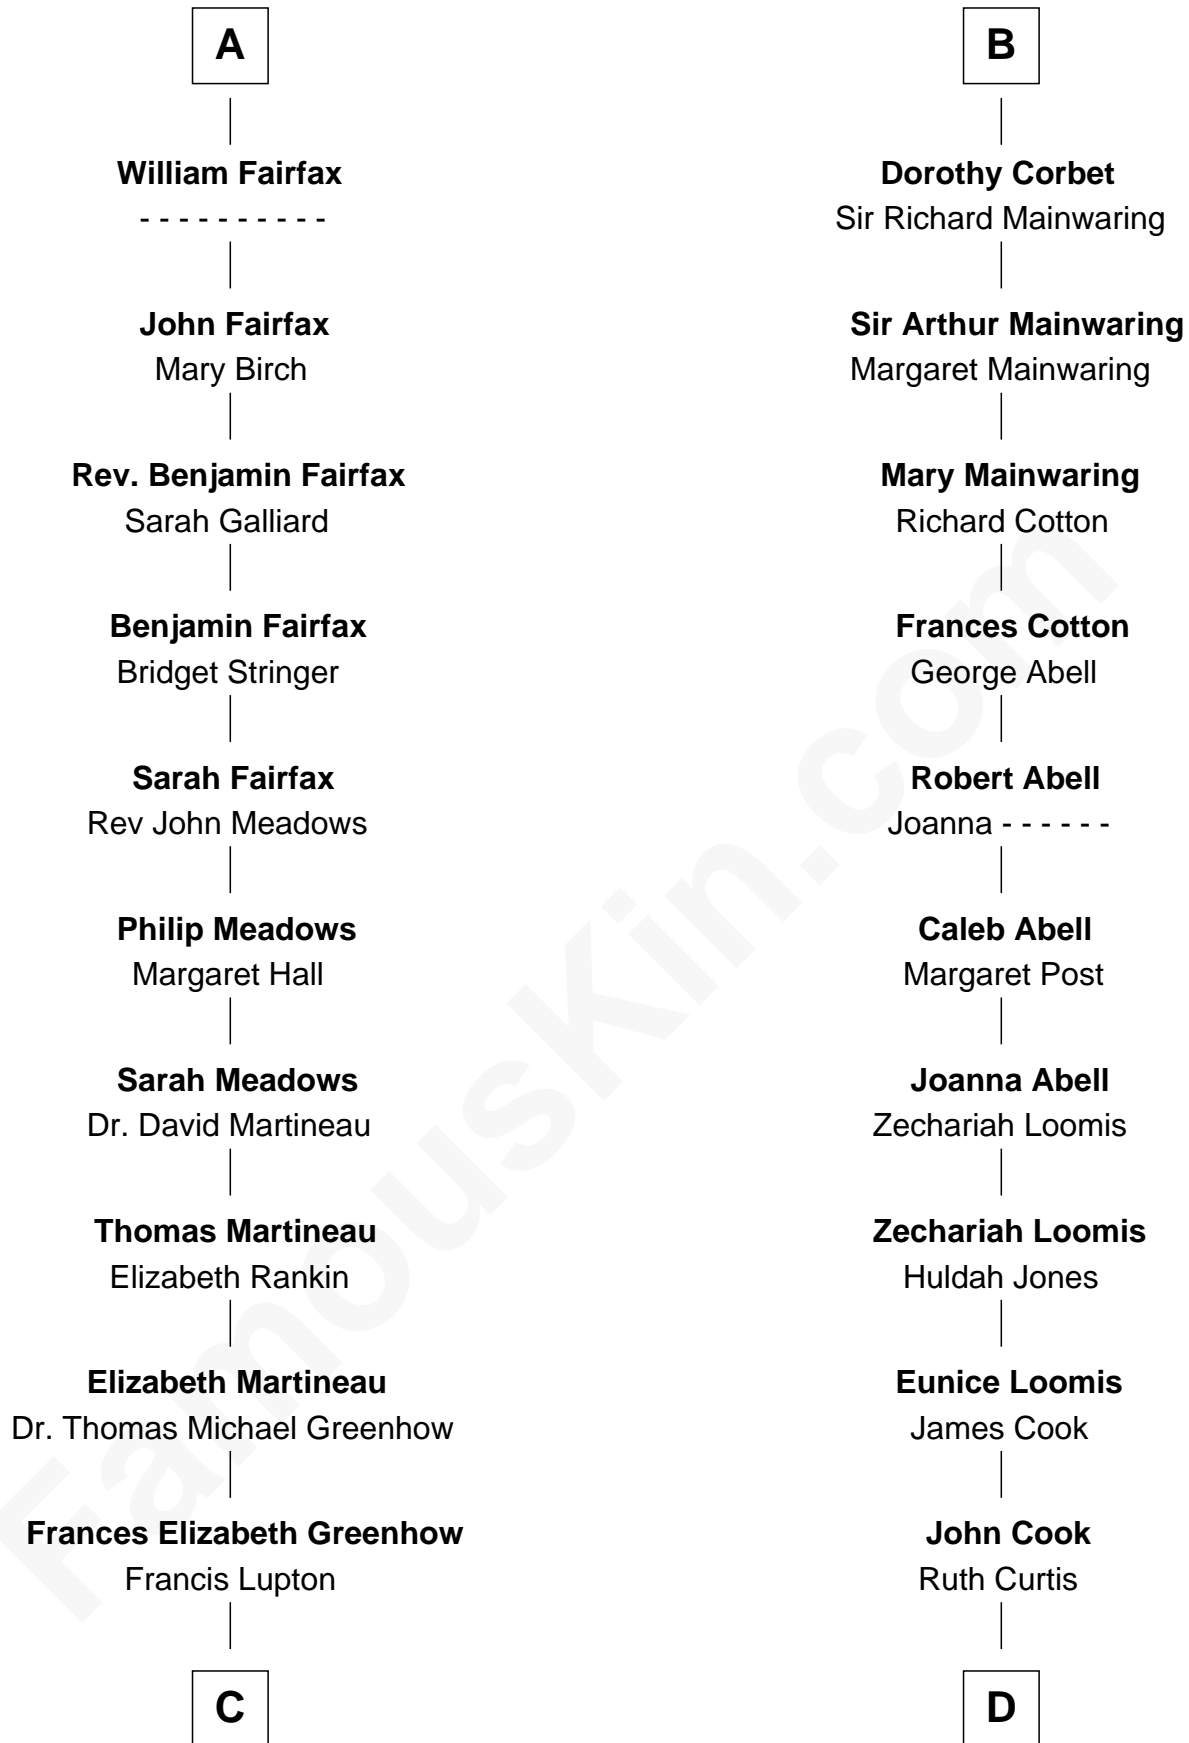 A
William Fairfax
- - - - - - - - - -
John Fairfax
Mary Birch
Rev. Benjamin Fairfax
Sarah Galliard
Benjamin Fairfax
Bridget Stringer
Sarah Fairfax
Rev John Meadows
Philip Meadows
Margaret Hall
Sarah Meadows
Dr. David Martineau
Thomas Martineau
Elizabeth Rankin
Elizabeth Martineau
Dr. Thomas Michael Greenhow
Frances Elizabeth Greenhow
Francis Lupton
C
B
Dorothy Corbet
Sir Richard Mainwaring
Sir Arthur Mainwaring
Margaret Mainwaring
Mary Mainwaring
Richard Cotton
Frances Cotton
George Abell
Robert Abell
Joanna - - - - - -
Caleb Abell
Margaret Post
Joanna Abell
Zechariah Loomis
Zechariah Loomis
Huldah Jones
Eunice Loomis
James Cook
John Cook
Ruth Curtis
D
FamousKin.com